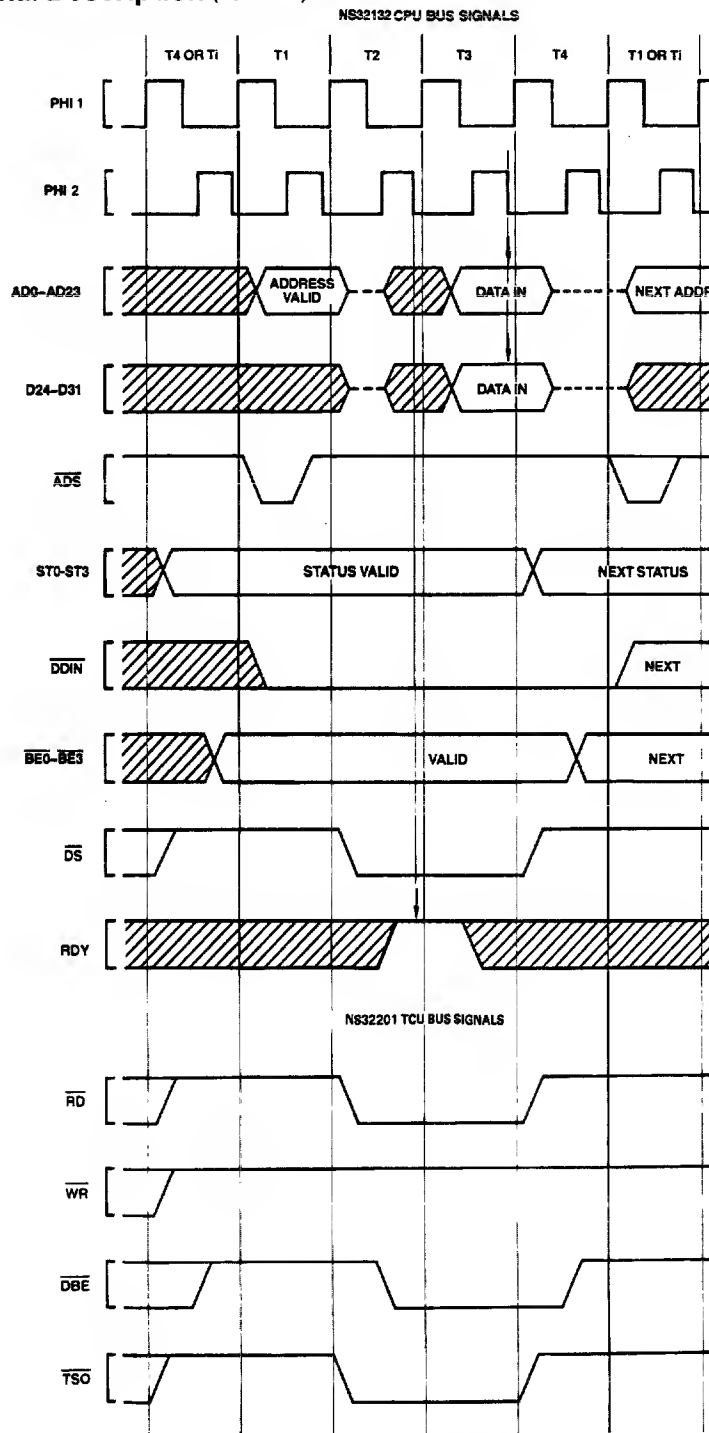 NS32132 CPU BUS SIGNALS
T4 OR Ti T1 T2 T3 T4 T1 OR Ti
PHI 1
PHI 2
AD0–AD23 ADDRESS VALID DATA IN NEXT ADDR
D24–D31 DATA IN
ADS
ST0-ST3 STATUS VALID NEXT STATUS
DDIN NEXT
BE0–BE3 VALID NEXT
DS
RDY
NS32201 TCU BUS SIGNALS
RD
WR
DBE
TSO